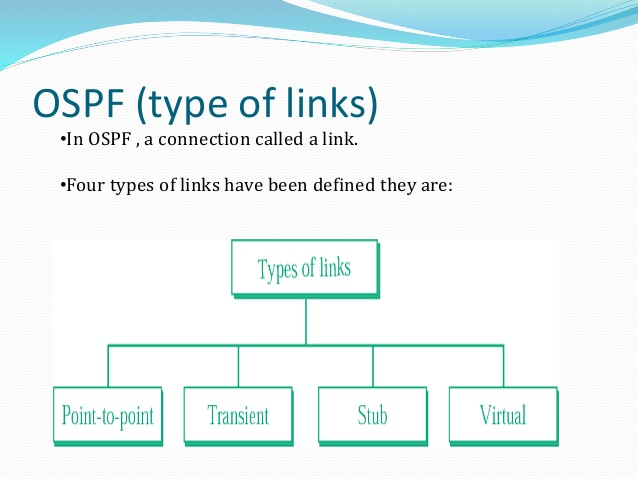 OSPF (type of links)
•In OSPF , a connection called a link.
•Four types of links have been defined they are:
Types of links
Point-to-point Transient Stub Virtual